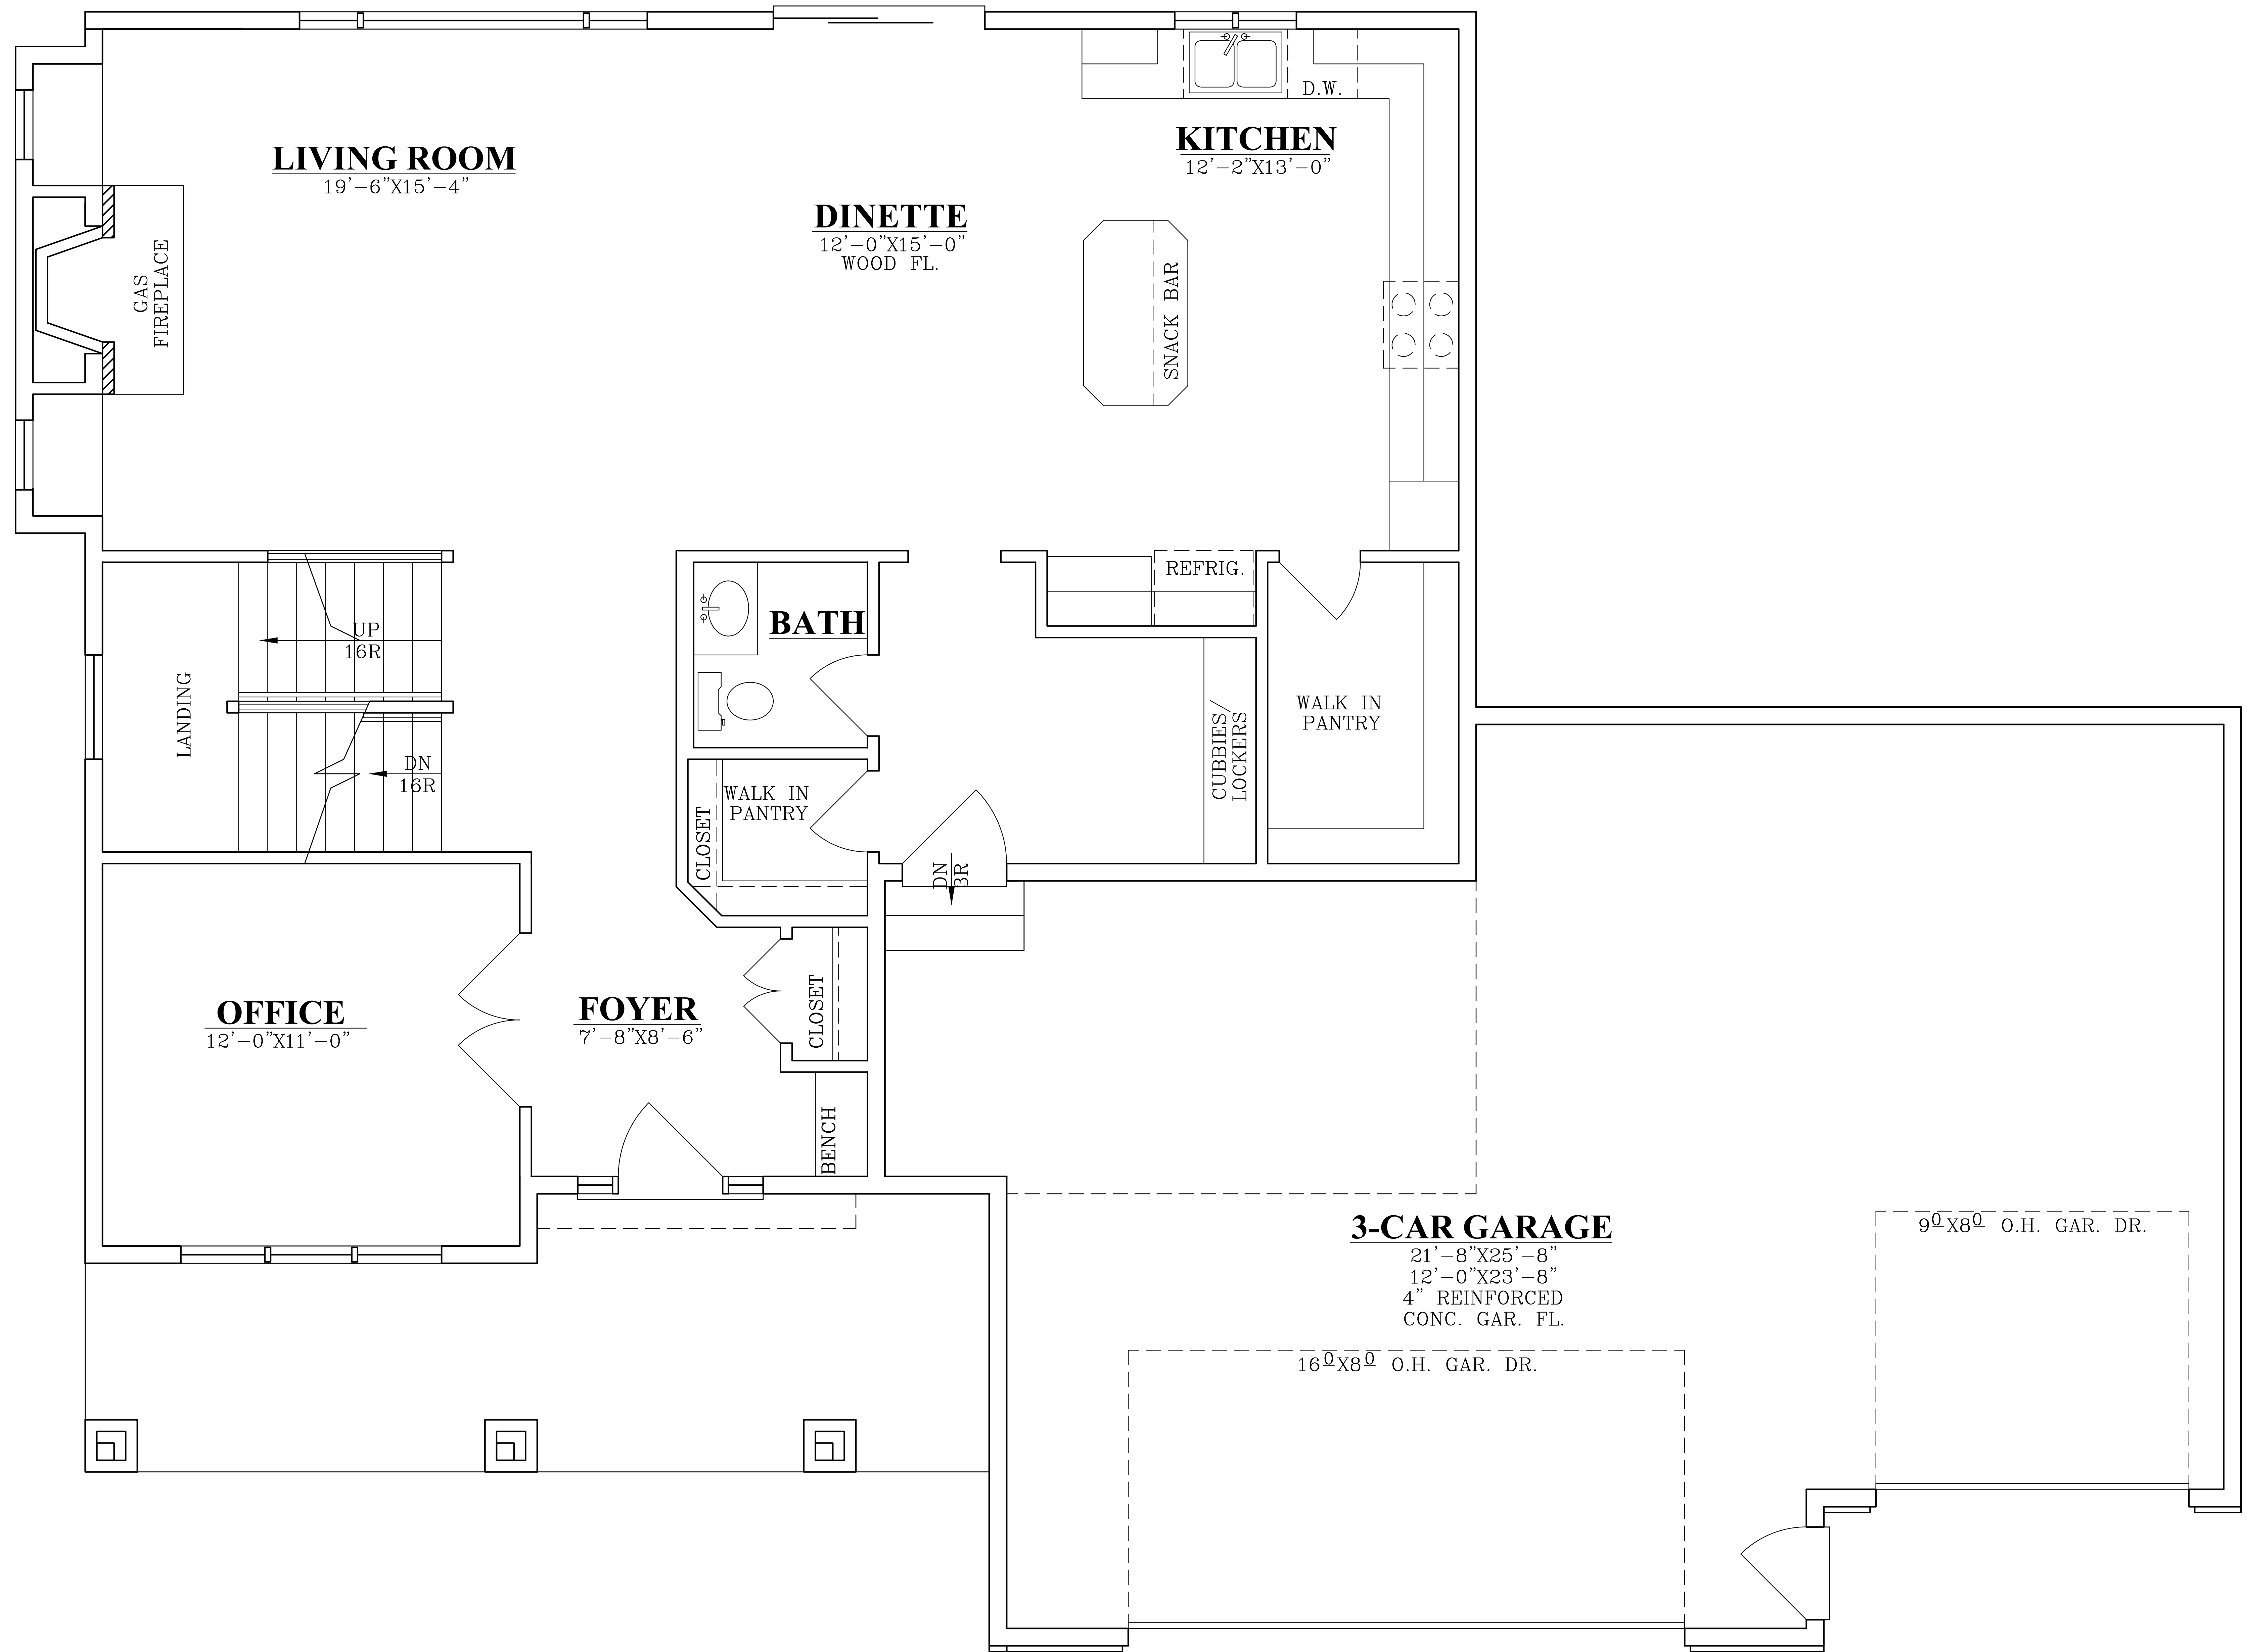 D.W.
KITCHEN
12'-2"X13'-0"
LIVING ROOM
19'-6"X15'-4"
DINETTE
12'-0"X15'-0"
WOOD FL.
GAS
FIREPLACE
SNACK BAR
REFRIG.
BATH
UP
16R
LANDING
DN
16R
WALK IN
PANTRY
CUBBIES/
LOCKERS
WALK IN
PANTRY
CLOSET
DN
3R
OFFICE
12'-0"X11'-0"
FOYER
7'-8"X8'-6"
CLOSET
BENCH
3-CAR GARAGE
21'-8"X25'-8"
12'-0"X23'-8"
4" REINFORCED
CONC. GAR. FL.
90X80 O.H. GAR. DR.
160X80 O.H. GAR. DR.